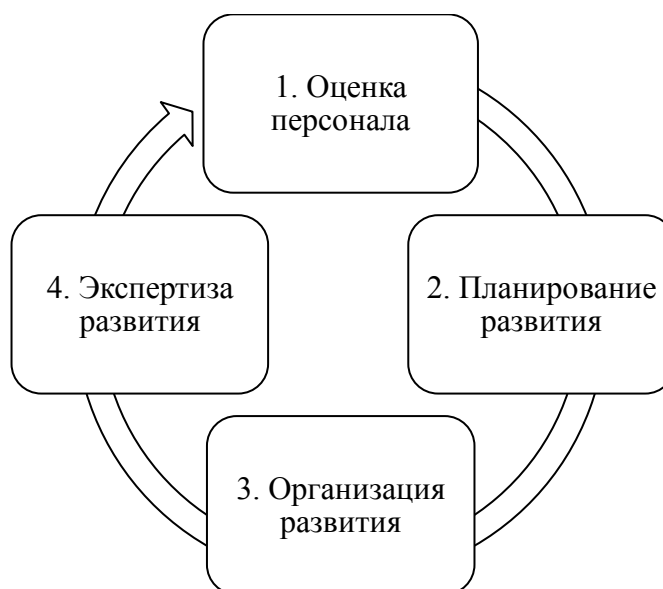 1. Оценка
персонала
2. Планирование
развития
3. Организация
развития
4. Экспертиза
развития